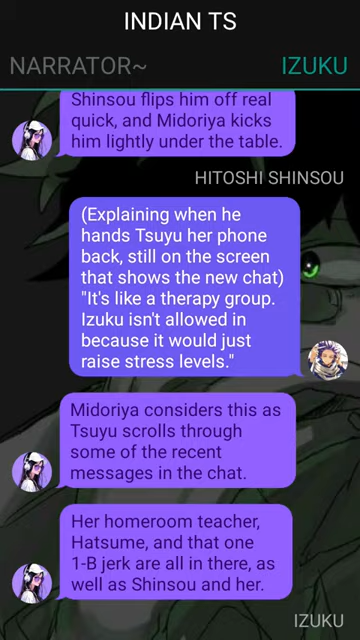 INDIAN TS
NARRATOR~
IZUKU
Shinsou flips him off real
quick, and Midoriya kicks
him lightly under the table.
HITOSHI SHINSOU
(Explaining when he
hands Tsuyu her phone
back, still on the screen
that shows the new chat)
"It's like a therapy group.
Izuku isn't allowed in
because it would just
raise stress levels."
Midoriya considers this as
Tsuyu scrolls through
some of the recent
messages in the chat.
Her homeroom teacher,
Hatsume, and that one
1-B jerk are all in there, as
well as Shinsou and her.
IZUKU